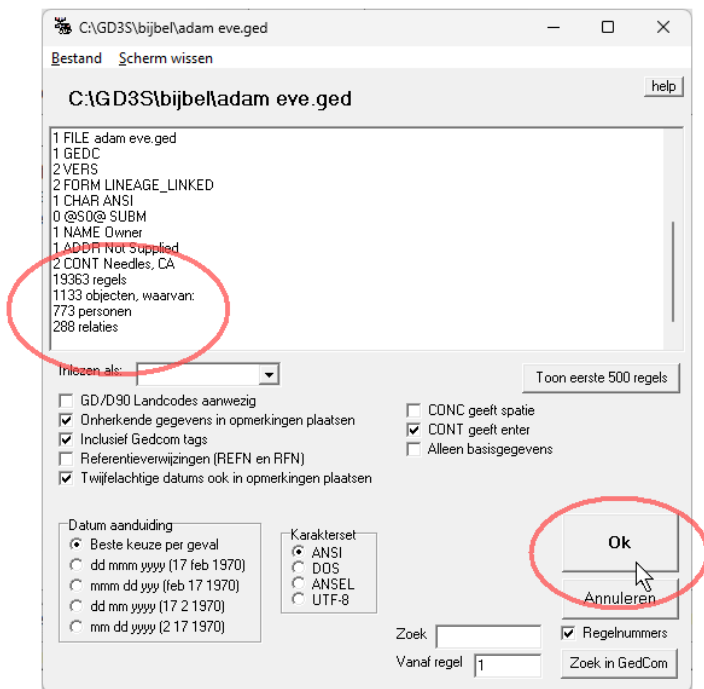 C:\GD3S\bijbel\adam eve.ged
Bestand Scherm wissen
C:\GD3S\bijbel\adam eve.ged
help
1 FILE adam eve.ged
1 GEDC
2 VERS
2 FORM LINEAGE_LINKED
1 CHAR ANSI
0 @S0@ SUBM
1 NAME Owner
1 ADDR Not Supplied
2 CONT Needles, CA
19363 regels
1133 objecten, waarvan:
773 personen
288 relaties
Inlezen als:
Toon eerste 500 regels
GD/D90 Landcodes aanwezig
Onherkende gegevens in opmerkingen plaatsen
Inclusief Gedcom tags
Referentieverwijzingen (REFN en RFN)
Twijfelachtige datums ook in opmerkingen plaatsen
CONC geeft spatie
CONT geeft enter
Alleen basisgegevens
Datum aanduiding
Beste keuze per geval
dd mmm yyyy (17 feb 1970)
mmm dd yyy (feb 17 1970)
dd mm yyyy (17 2 1970)
mm dd yyyy (2 17 1970)
Karakterset
ANSI
DOS
ANSEL
UTF-8
Ok
Annuleren
Zoek
Regelnummers
Vanaf regel 1
Zoek in GedCom